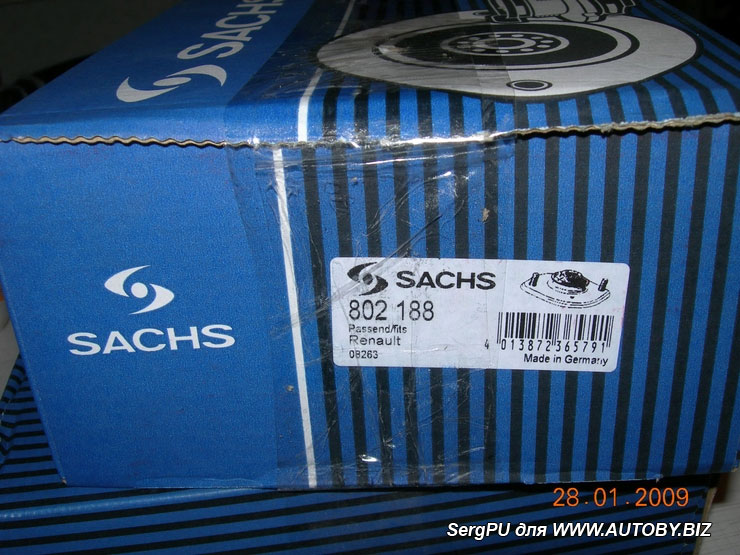 SACHS
SACHS
SACHS
802 188
Passend/fits
Renault
08263
4 013872 365791
Made in Germany
28.01.2009
SergPU для WWW.AUTOBY.BIZ